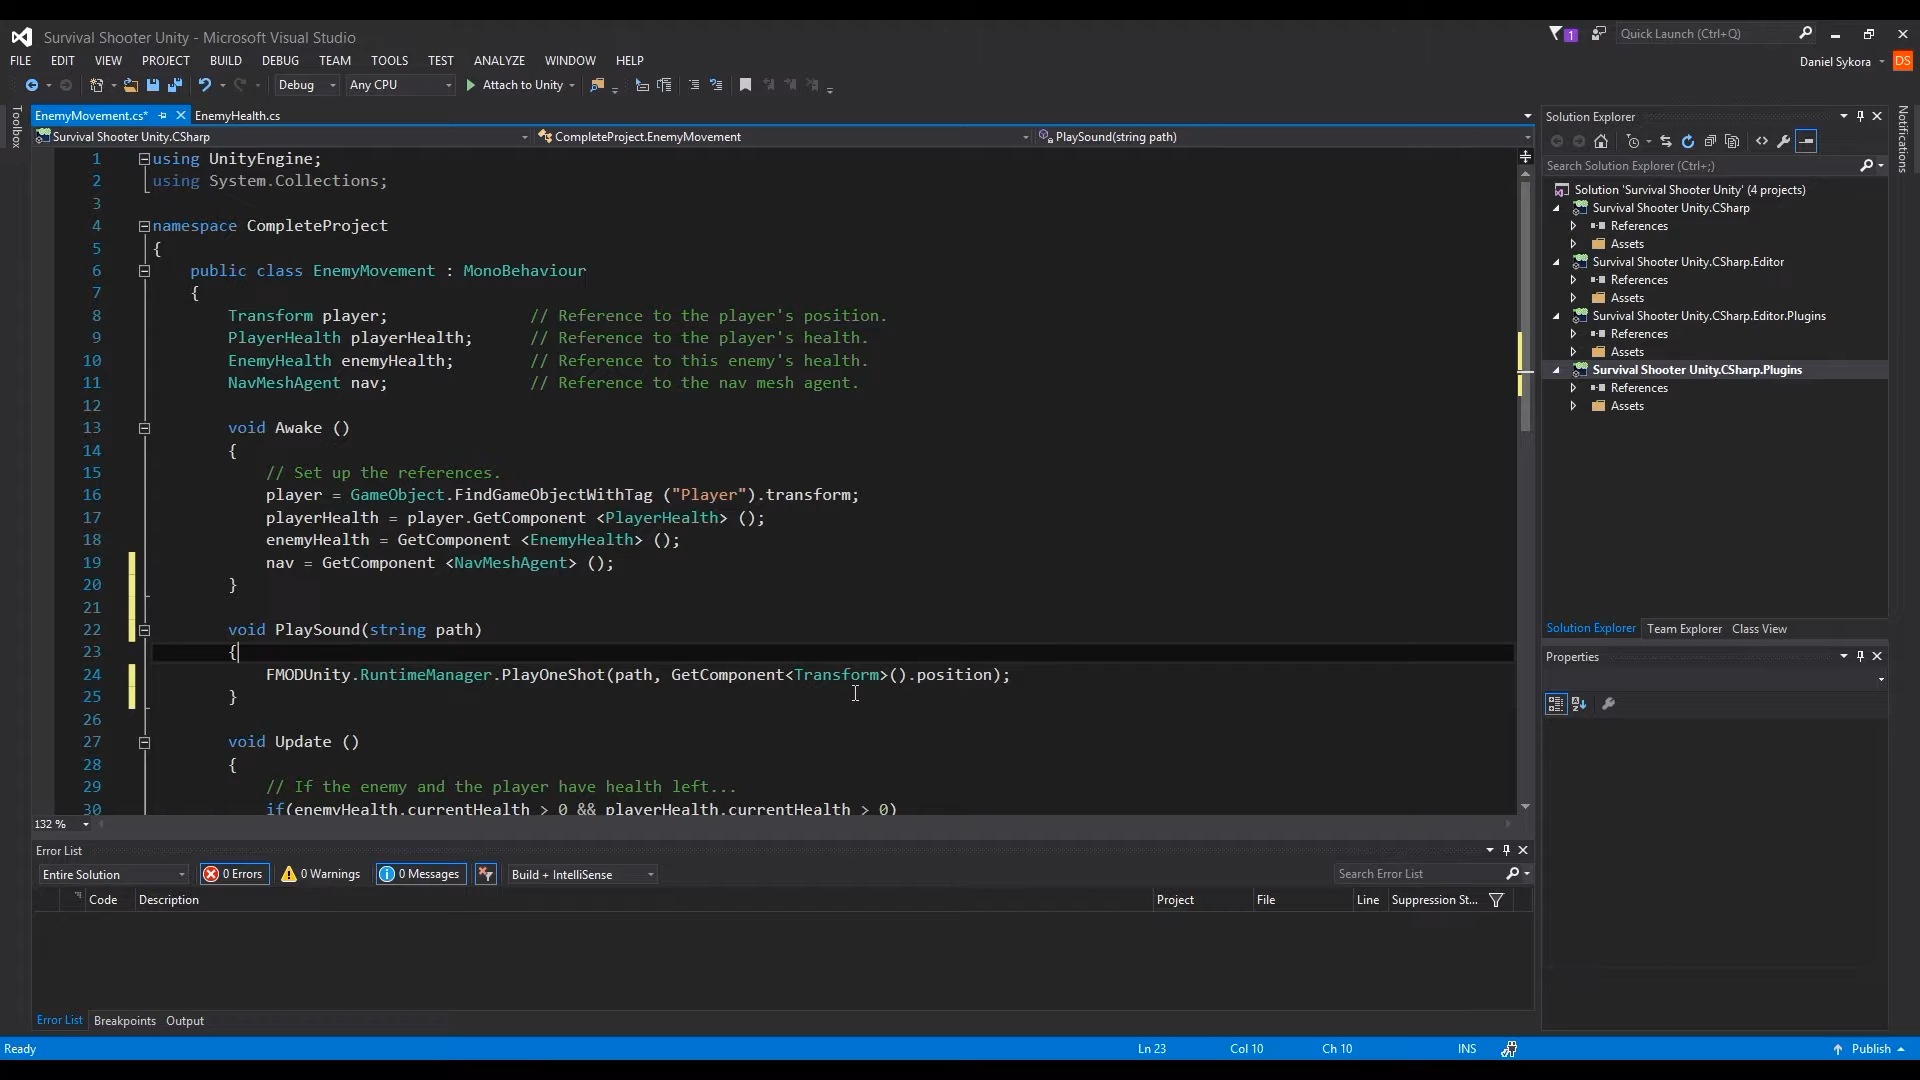 Survival Shooter Unity - Microsoft Visual Studio
1
Quick Launch (Ctrl+Q)
FILE EDIT VIEW PROJECT BUILD DEBUG TEAM TOOLS TEST ANALYZE WINDOW HELP
Daniel Sykora DS
Debug Any CPU Attach to Unity
EnemyMovement.cs* EnemyHealth.cs
Survival Shooter Unity.CSharp CompleteProject.EnemyMovement PlaySound(string path)
Toolbox
1 using UnityEngine;
2 using System.Collections;
3
4 namespace CompleteProject
5 {
6 public class EnemyMovement : MonoBehaviour
7 {
8 Transform player; // Reference to the player's position.
9 PlayerHealth playerHealth; // Reference to the player's health.
10 EnemyHealth enemyHealth; // Reference to this enemy's health.
11 NavMeshAgent nav; // Reference to the nav mesh agent.
12
13 void Awake ()
14 {
15 // Set up the references.
16 player = GameObject.FindGameObjectWithTag ("Player").transform;
17 playerHealth = player.GetComponent <PlayerHealth> ();
18 enemyHealth = GetComponent <EnemyHealth> ();
19 nav = GetComponent <NavMeshAgent> ();
20 }
21
22 void PlaySound(string path)
23 {
24 FMODUnity.RuntimeManager.PlayOneShot(path, GetComponent<Transform>().position);
25 }
26
27 void Update ()
28 {
29 // If the enemy and the player have health left...
30 if(enemyHealth.currentHealth > 0 && playerHealth.currentHealth > 0)
132 %
Error List
Entire Solution 0 Errors 0 Warnings 0 Messages Build + IntelliSense Search Error List
Code Description Project File Line Suppression St...
Error List Breakpoints Output
Solution Explorer
Search Solution Explorer (Ctrl+;)
Solution 'Survival Shooter Unity' (4 projects)
Survival Shooter Unity.CSharp
References
Assets
Survival Shooter Unity.CSharp.Editor
References
Assets
Survival Shooter Unity.CSharp.Editor.Plugins
References
Assets
Survival Shooter Unity.CSharp.Plugins
References
Assets
Solution Explorer Team Explorer Class View
Properties
Notifications
Ready Ln 23 Col 10 Ch 10 INS Publish